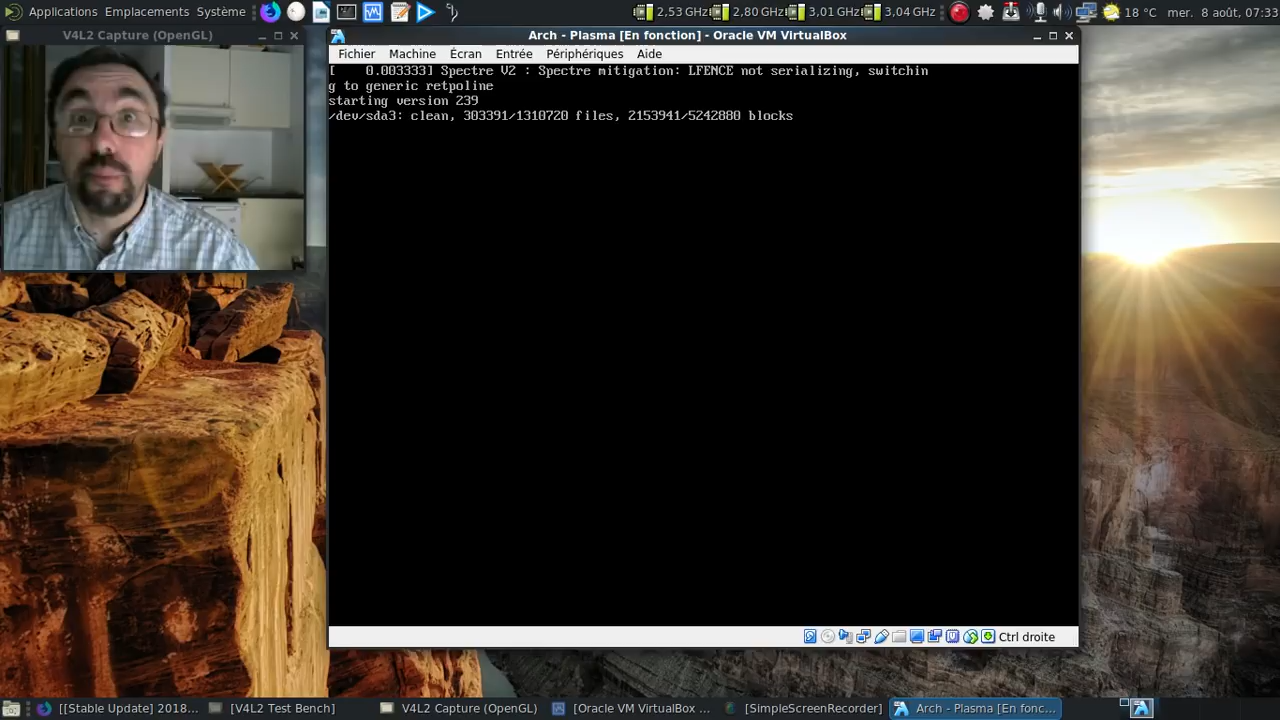 Applications Emplacements Système
2,53 GHz 2,80 GHz 3,01 GHz 3,04 GHz 18 °C mer. 8 août, 07:33
V4L2 Capture (OpenGL)
Arch - Plasma [En fonction] - Oracle VM VirtualBox
Fichier Machine Écran Entrée Périphériques Aide
[    0.003333] Spectre V2 : Spectre mitigation: LFENCE not serializing, switchin
g to generic retpoline
starting version 239
/dev/sda3: clean, 303391/1310720 files, 2153941/5242880 blocks
Ctrl droite
[[Stable Update] 2018... [V4L2 Test Bench] V4L2 Capture (OpenGL) [Oracle VM VirtualBox ... [SimpleScreenRecorder] Arch - Plasma [En fonc...